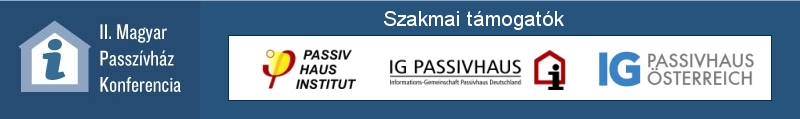 II. Magyar
Passzívház
Konferencia
Szakmai támogatók
PASSIV
HAUS
INSTITUT
IG PASSIVHAUS
Informations-Gemeinschaft Passivhaus Deutschland
IG PASSIVHAUS
ÖSTERREICH